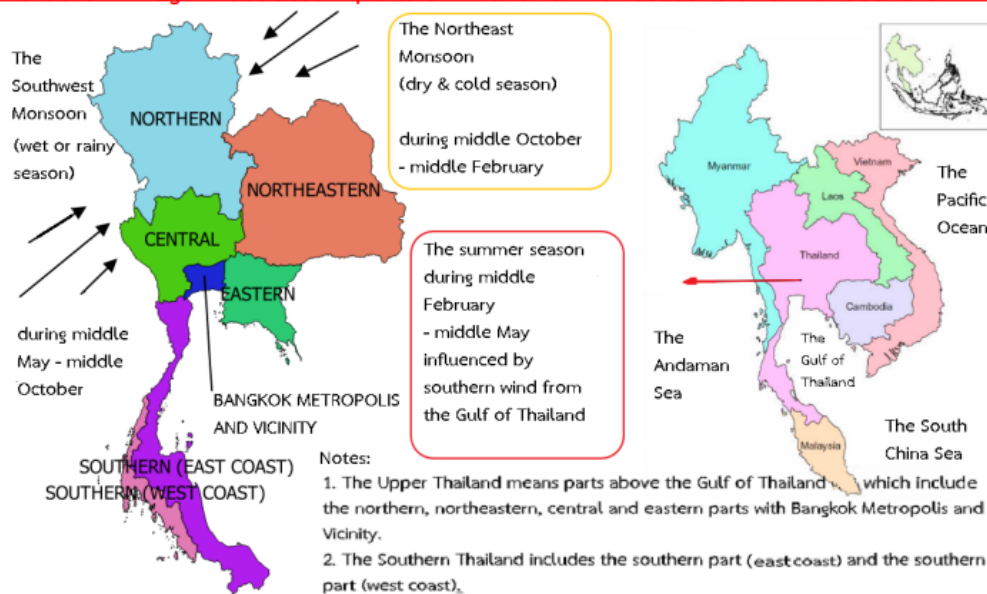 The
Southwest
Monsoon
(wet or rainy
season)
during middle
May - middle
October
NORTHERN
NORTHEASTERN
CENTRAL
EASTERN
BANGKOK METROPOLIS
AND VICINITY
SOUTHERN (EAST COAST)
SOUTHERN (WEST COAST)
The Northeast
Monsoon
(dry & cold season)
during middle October
- middle February
The summer season
during middle
February
- middle May
influenced by
southern wind from
the Gulf of Thailand
Myanmar
Vietnam
Laos
Thailand
Cambodia
Malaysia
The
Pacific
Ocean
The
Andaman
Sea
The
Gulf of
Thailand
The South
China Sea
Notes:
1. The Upper Thailand means parts above the Gulf of Thailand which include
the northern, northeastern, central and eastern parts with Bangkok Metropolis and
Vicinity.
2. The Southern Thailand includes the southern part (east coast) and the southern
part (west coast).